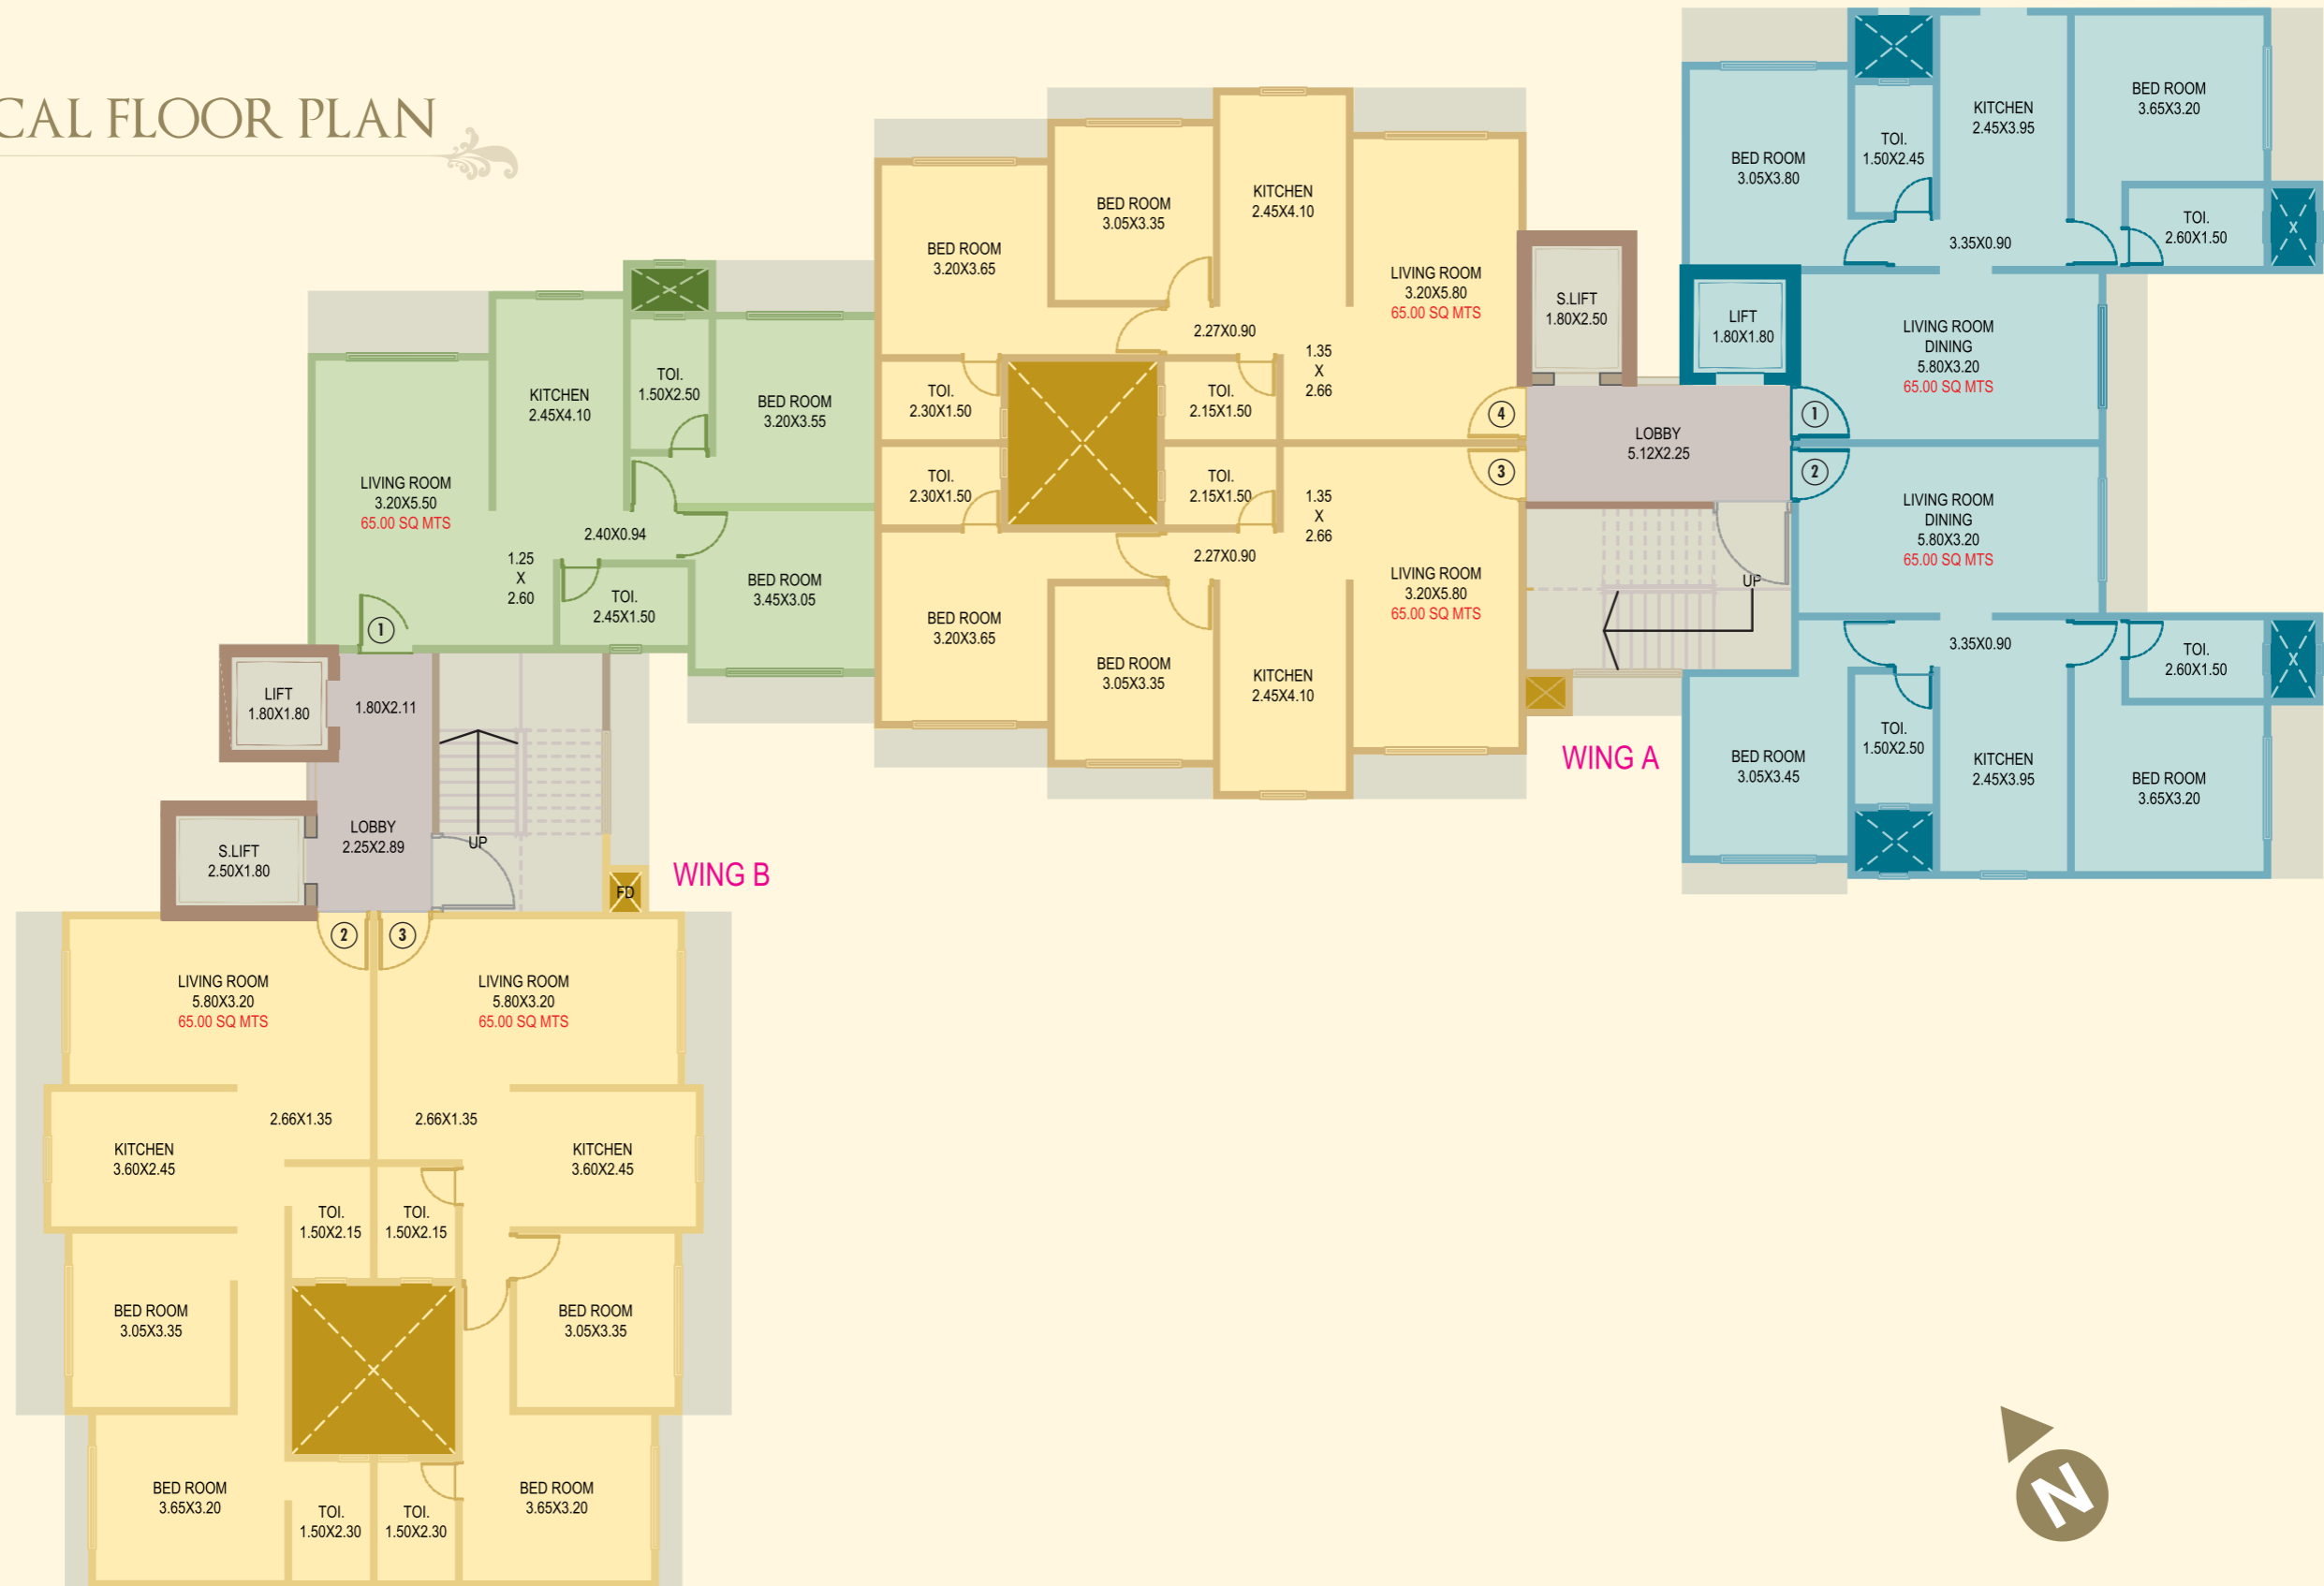 CAL FLOOR PLAN
BED ROOM
3.05X3.80
TOI.
1.50X2.45
KITCHEN
2.45X3.95
BED ROOM
3.65X3.20
TOI.
2.60X1.50
X
3.35X0.90
LIFT
1.80X1.80
LIVING ROOM
DINING
5.80X3.20
65.00 SQ MTS
1
2
LIVING ROOM
DINING
5.80X3.20
65.00 SQ MTS
3.35X0.90
TOI.
2.60X1.50
X
BED ROOM
3.05X3.45
TOI.
1.50X2.50
KITCHEN
2.45X3.95
BED ROOM
3.65X3.20
S.LIFT
1.80X2.50
LOBBY
5.12X2.25
UP
WING A
BED ROOM
3.20X3.65
BED ROOM
3.05X3.35
KITCHEN
2.45X4.10
LIVING ROOM
3.20X5.80
65.00 SQ MTS
2.27X0.90
1.35
X
2.66
TOI.
2.30X1.50
TOI.
2.15X1.50
4
3
TOI.
2.30X1.50
TOI.
2.15X1.50
1.35
X
2.66
2.27X0.90
LIVING ROOM
3.20X5.80
65.00 SQ MTS
BED ROOM
3.20X3.65
BED ROOM
3.05X3.35
KITCHEN
2.45X4.10
KITCHEN
2.45X4.10
TOI.
1.50X2.50
BED ROOM
3.20X3.55
LIVING ROOM
3.20X5.50
65.00 SQ MTS
2.40X0.94
1.25
X
2.60
TOI.
2.45X1.50
BED ROOM
3.45X3.05
1
LIFT
1.80X1.80
1.80X2.11
S.LIFT
2.50X1.80
LOBBY
2.25X2.89
UP
FD
WING B
2
3
LIVING ROOM
5.80X3.20
65.00 SQ MTS
LIVING ROOM
5.80X3.20
65.00 SQ MTS
2.66X1.35
2.66X1.35
KITCHEN
3.60X2.45
KITCHEN
3.60X2.45
TOI.
1.50X2.15
TOI.
1.50X2.15
BED ROOM
3.05X3.35
BED ROOM
3.05X3.35
BED ROOM
3.65X3.20
TOI.
1.50X2.30
TOI.
1.50X2.30
BED ROOM
3.65X3.20
N